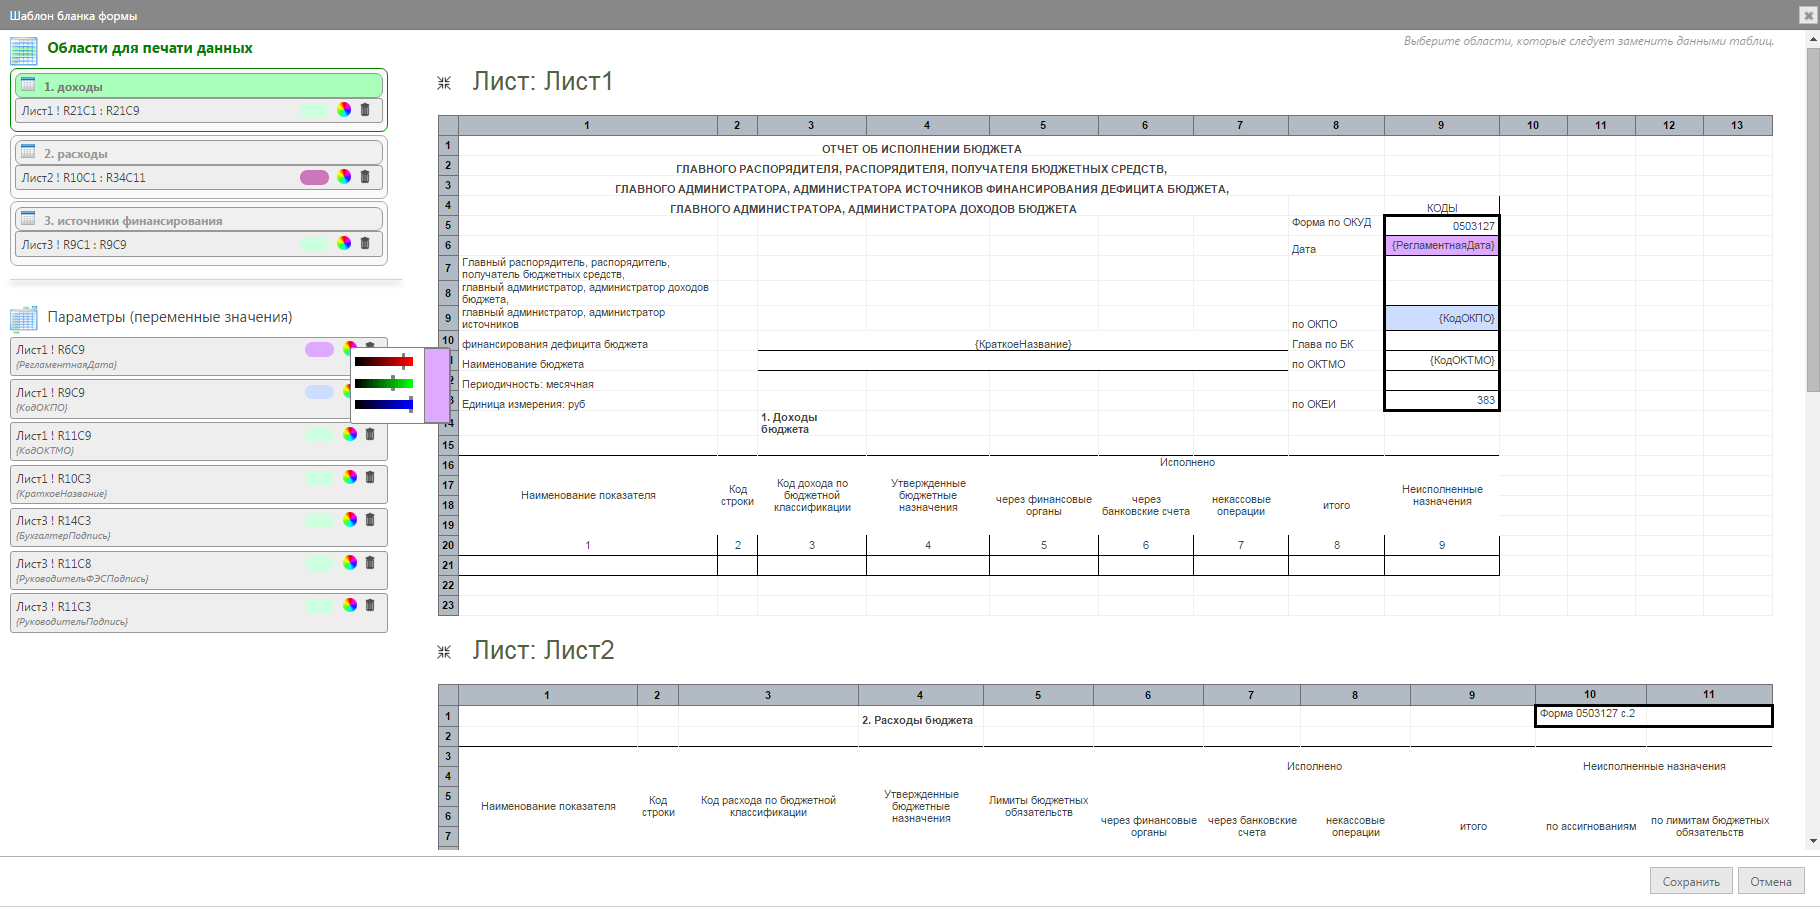 Шаблон бланка формы
Области для печати данных
1. доходы
Лист1 ! R21C1 : R21C9
2. расходы
Лист2 ! R10C1 : R34C11
3. источники финансирования
Лист3 ! R9C1 : R9C9
Параметры (переменные значения)
Лист1 ! R6C9
{РегламентнаяДата}
Лист1 ! R9C9
{КодОКПО}
Лист1 ! R11C9
{КодОКТМО}
Лист1 ! R10C3
{КраткоеНазвание}
Лист3 ! R14C3
{БухгалтерПодпись}
Лист3 ! R11C8
{РуководительФЭСПодпись}
Лист3 ! R11C3
{РуководительПодпись}
Выберите области, которые следует заменить данными таблиц.
Лист: Лист1
1 2 3 4 5 6 7 8 9 10 11 12 13
1 ОТЧЕТ ОБ ИСПОЛНЕНИИ БЮДЖЕТА
2 ГЛАВНОГО РАСПОРЯДИТЕЛЯ, РАСПОРЯДИТЕЛЯ, ПОЛУЧАТЕЛЯ БЮДЖЕТНЫХ СРЕДСТВ,
3 ГЛАВНОГО АДМИНИСТРАТОРА, АДМИНИСТРАТОРА ИСТОЧНИКОВ ФИНАНСИРОВАНИЯ ДЕФИЦИТА БЮДЖЕТА,
4 ГЛАВНОГО АДМИНИСТРАТОРА, АДМИНИСТРАТОРА ДОХОДОВ БЮДЖЕТА КОДЫ
5 Форма по ОКУД 0503127
6 Дата {РегламентнаяДата}
7 Главный распорядитель, распорядитель,
получатель бюджетных средств,
8 главный администратор, администратор доходов
бюджета,
9 главный администратор, администратор
источников по ОКПО {КодОКПО}
10 финансирования дефицита бюджета {КраткоеНазвание} Глава по БК
1 Наименование бюджета по ОКТМО {КодОКТМО}
2 Периодичность: месячная
3 Единица измерения: руб по ОКЕИ 383
14 1. Доходы
бюджета
15
16 Исполнено
17
18
19
Наименование показателя
Код
строки
Код дохода по
бюджетной
классификации
Утвержденные
бюджетные
назначения
через финансовые
органы
через
банковские счета
некассовые
операции
итого
Неисполненные
назначения
20 1 2 3 4 5 6 7 8 9
21
22
23
Лист: Лист2
1 2 3 4 5 6 7 8 9 10 11
1 2. Расходы бюджета Форма 0503127 с.2
2
3
4
Исполнено
Неисполненные назначения
5
6
7
Наименование показателя
Код
строки
Код расхода по бюджетной
классификации
Утвержденные
бюджетные
назначения
Лимиты бюджетных
обязательств
через финансовые
органы
через банковские
счета
некассовые
операции
итого
по ассигнованиям
по лимитам бюджетных
обязательств
Сохранить
Отмена